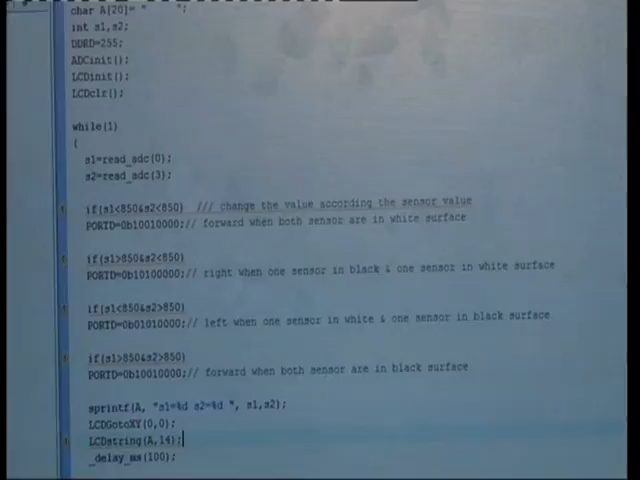 char A[20]= "      ";
int s1,s2;
DDRD=255;
ADCinit();
LCDinit();
LCDclr();
while(1)
{
s1=read_adc(0);
s2=read_adc(3);
if(s1<850&s2<850) /// change the value according the sensor value
PORTD=0b10010000;// forward when both sensor are in white surface
if(s1>850&s2<850)
PORTD=0b10100000;// right when one sensor in black & one sensor in white surface
if(s1<850&s2>850)
PORTD=0b01010000;// left when one sensor in white & one sensor in black surface
if(s1>850&s2>850)
PORTD=0b10010000;// forward when both sensor are in black surface
sprintf(A, "s1=%d s2=%d ", s1,s2);
LCDGotoXY(0,0);
LCDstring(A,14);
_delay_ms(100);